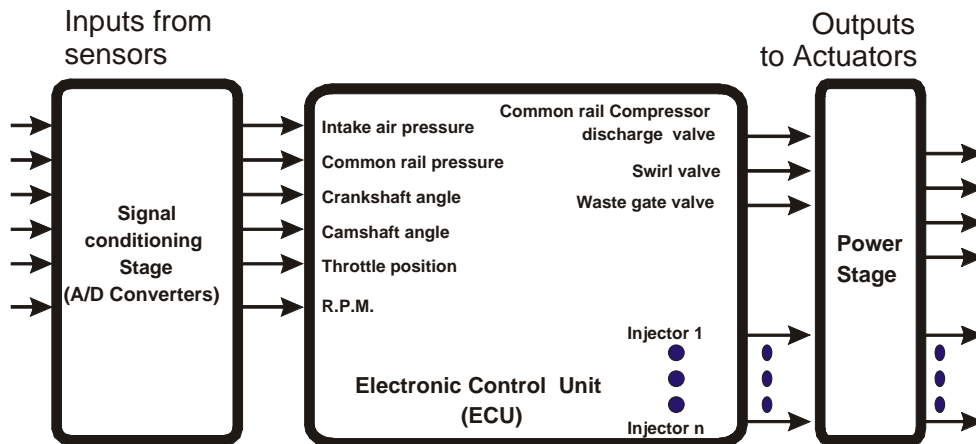 Inputs from
sensors
Outputs
to Actuators
Signal
conditioning
Stage
(A/D Converters)
Intake air pressure
Common rail pressure
Crankshaft angle
Camshaft angle
Throttle position
R.P.M.
Common rail Compressor
discharge valve
Swirl valve
Waste gate valve
Injector 1
Injector n
Electronic Control Unit
(ECU)
Power
Stage